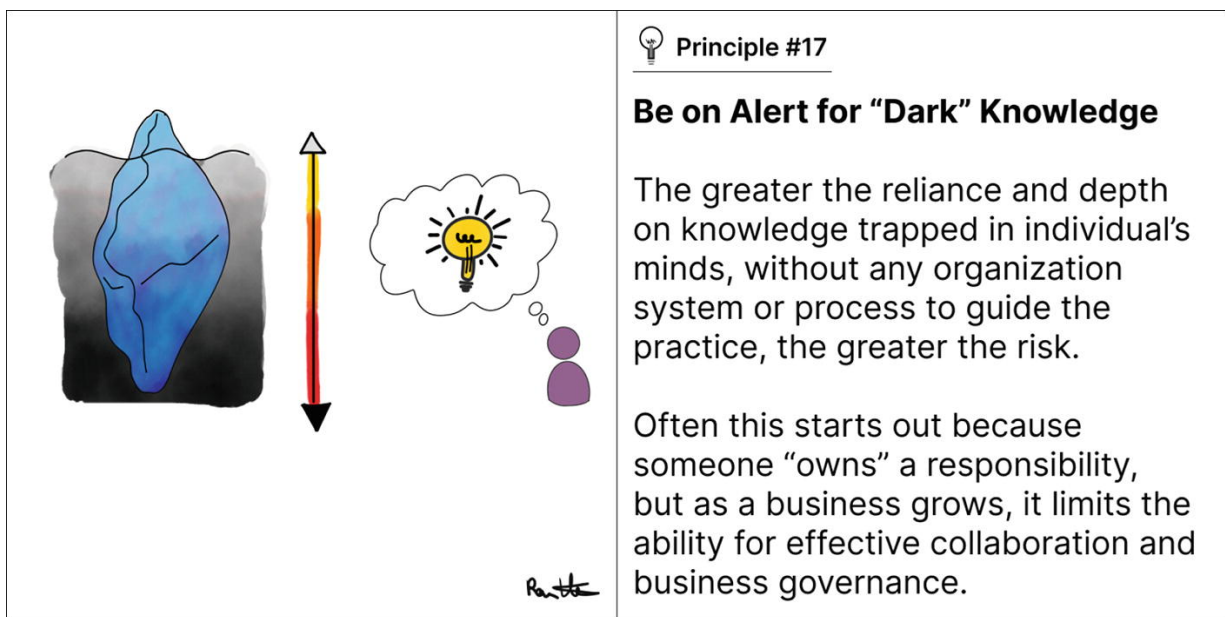 Principle #17
Be on Alert for “Dark” Knowledge
The greater the reliance and depth
on knowledge trapped in individual’s
minds, without any organization
system or process to guide the
practice, the greater the risk.
Often this starts out because
someone “owns” a responsibility,
but as a business grows, it limits the
ability for effective collaboration and
business governance.